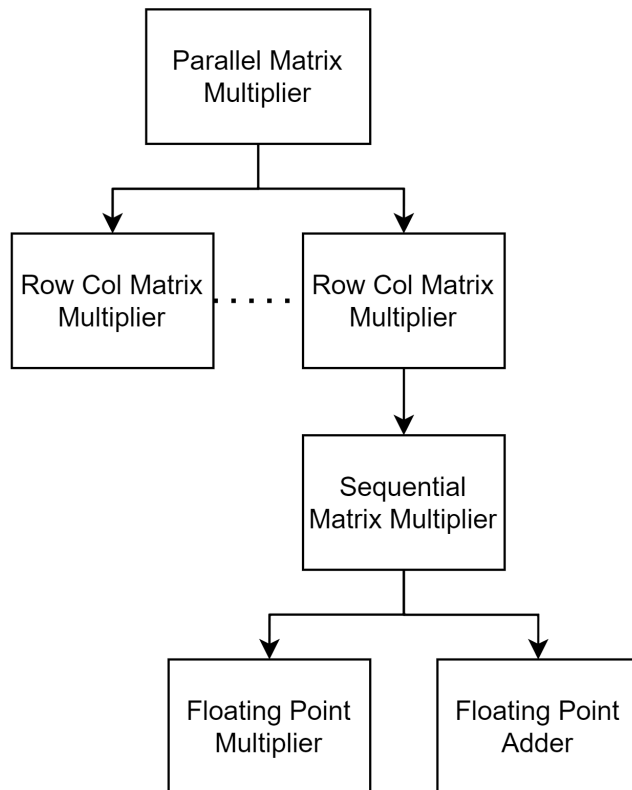 Parallel Matrix
Multiplier
Row Col Matrix
Multiplier
Row Col Matrix
Multiplier
Sequential
Matrix Multiplier
Floating Point
Multiplier
Floating Point
Adder